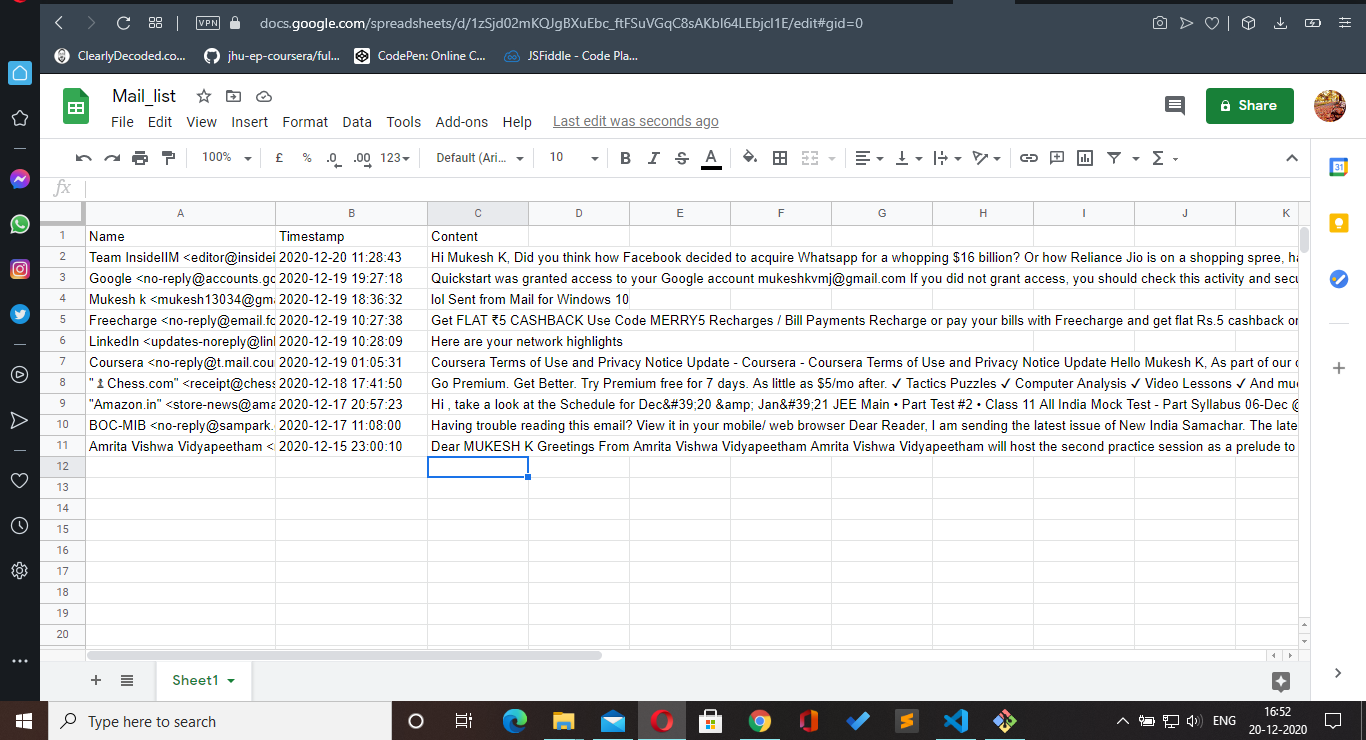 VPN docs.google.com/spreadsheets/d/1zSjd02mKQJgBXuEbc_ftFSuVGqC8sAKbI64LEbjcI1E/edit#gid=0
ClearlyDecoded.co... jhu-ep-coursera/ful... CodePen: Online C... JSFiddle - Code Pla...
Mail_list
Share
File Edit View Insert Format Data Tools Add-ons Help Last edit was seconds ago
100% £ % .0 .00 123 Default (Ari... 10 B I S A Σ
31
fx
A B C D E F G H I J K
1 Name Timestamp Content
2 Team InsideIIM <editor@insidei 2020-12-20 11:28:43 Hi Mukesh K, Did you think how Facebook decided to acquire Whatsapp for a whopping $16 billion? Or how Reliance Jio is on a shopping spree, ha
3 Google <no-reply@accounts.gc 2020-12-19 19:27:18 Quickstart was granted access to your Google account mukeshkvmj@gmail.com If you did not grant access, you should check this activity and secu
4 Mukesh k <mukesh13034@gm 2020-12-19 18:36:32 lol Sent from Mail for Windows 10
5 Freecharge <no-reply@email.fc 2020-12-19 10:27:38 Get FLAT ₹5 CASHBACK Use Code MERRY5 Recharges / Bill Payments Recharge or pay your bills with Freecharge and get flat Rs.5 cashback or
6 LinkedIn <updates-noreply@linl 2020-12-19 10:28:09 Here are your network highlights
7 Coursera <no-reply@t.mail.cou 2020-12-19 01:05:31 Coursera Terms of Use and Privacy Notice Update - Coursera - Coursera Terms of Use and Privacy Notice Update Hello Mukesh K, As part of our
8 "♟Chess.com" <receipt@chess 2020-12-18 17:41:50 Go Premium. Get Better. Try Premium free for 7 days. As little as $5/mo after. ✓ Tactics Puzzles ✓ Computer Analysis ✓ Video Lessons ✓ And muc
9 "Amazon.in" <store-news@ama 2020-12-17 20:57:23 Hi , take a look at the Schedule for Dec&#39;20 &amp; Jan&#39;21 JEE Main • Part Test #2 • Class 11 All India Mock Test - Part Syllabus 06-Dec @
10 BOC-MIB <no-reply@sampark. 2020-12-17 11:08:00 Having trouble reading this email? View it in your mobile/ web browser Dear Reader, I am sending the latest issue of New India Samachar. The late
11 Amrita Vishwa Vidyapeetham < 2020-12-15 23:00:10 Dear MUKESH K Greetings From Amrita Vishwa Vidyapeetham Amrita Vishwa Vidyapeetham will host the second practice session as a prelude to
12
13
14
15
16
17
18
19
20
Sheet1
Type here to search
ENG 16:52
20-12-2020